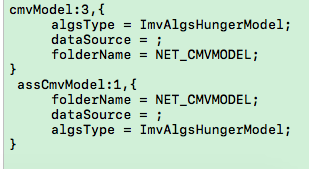 cmvModel:3,{
algsType = ImvAlgsHungerModel;
dataSource = ;
folderName = NET_CMVMODEL;
}
assCmvModel:1,{
folderName = NET_CMVMODEL;
dataSource = ;
algsType = ImvAlgsHungerModel;
}